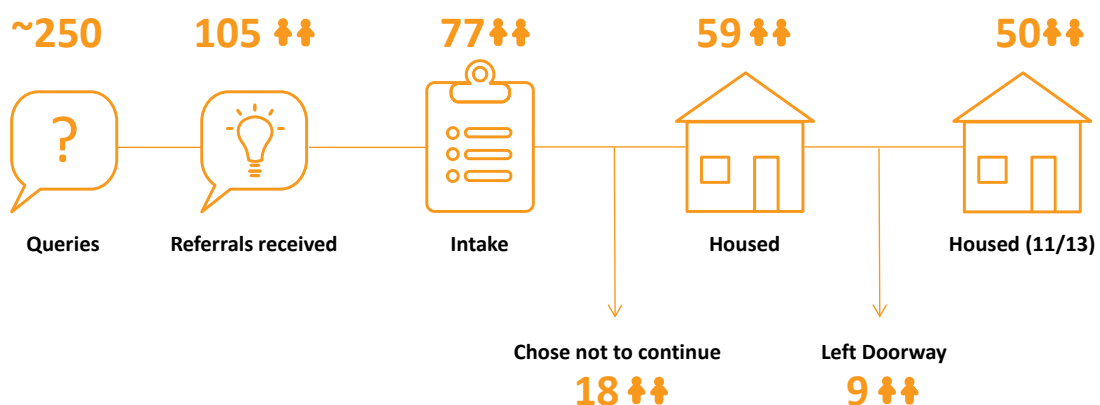 ~250
105
77
59
50
?
Queries
Referrals received
Intake
Housed
Housed (11/13)
Chose not to continue
18
Left Doorway
9